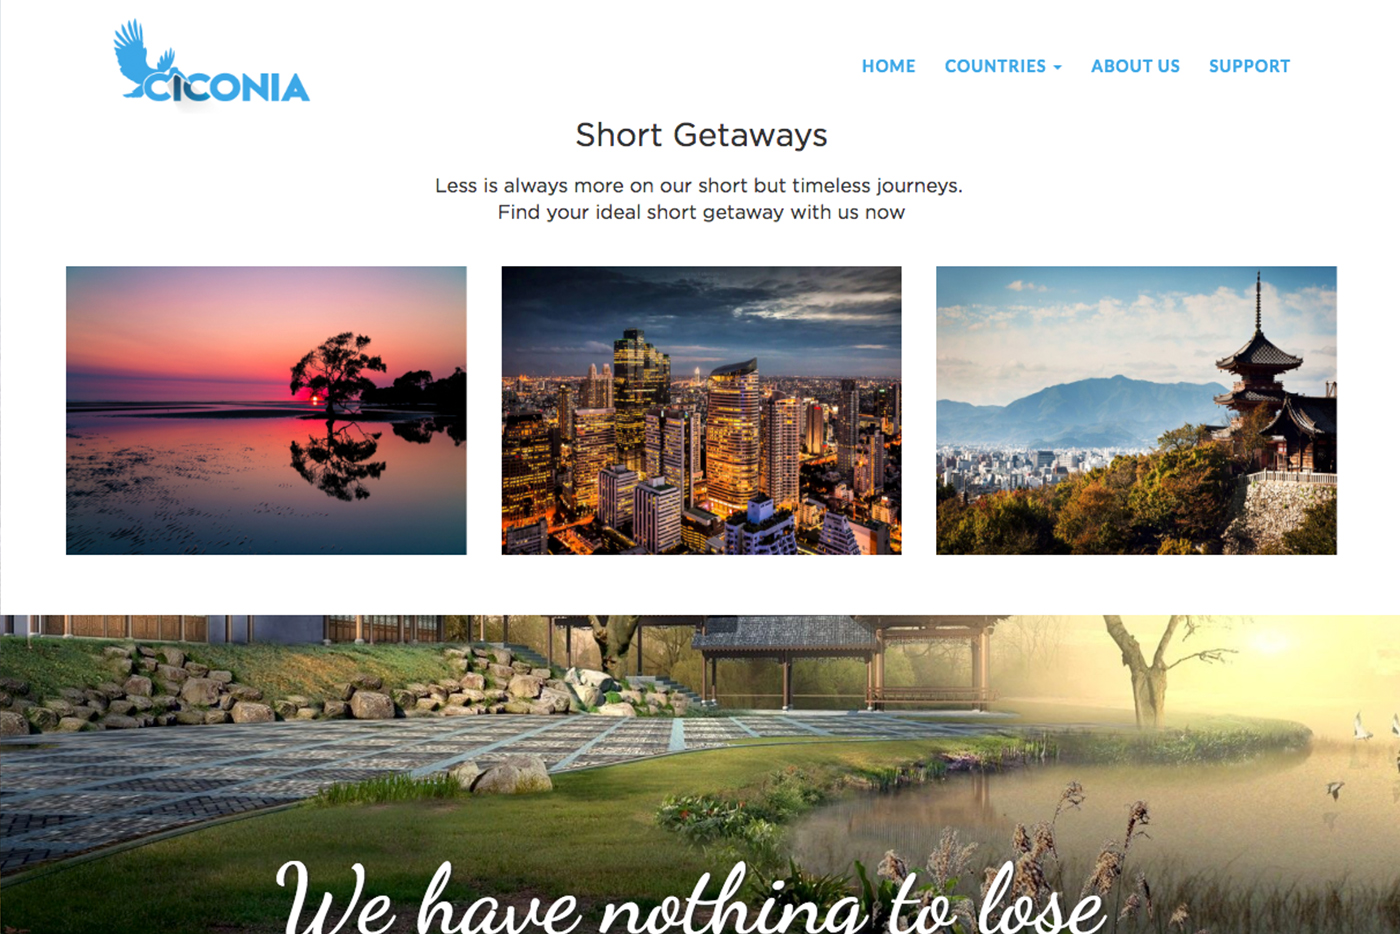 CICONIA
HOME COUNTRIES ABOUT US SUPPORT
Short Getaways
Less is always more on our short but timeless journeys.
Find your ideal short getaway with us now
We have nothing to lose